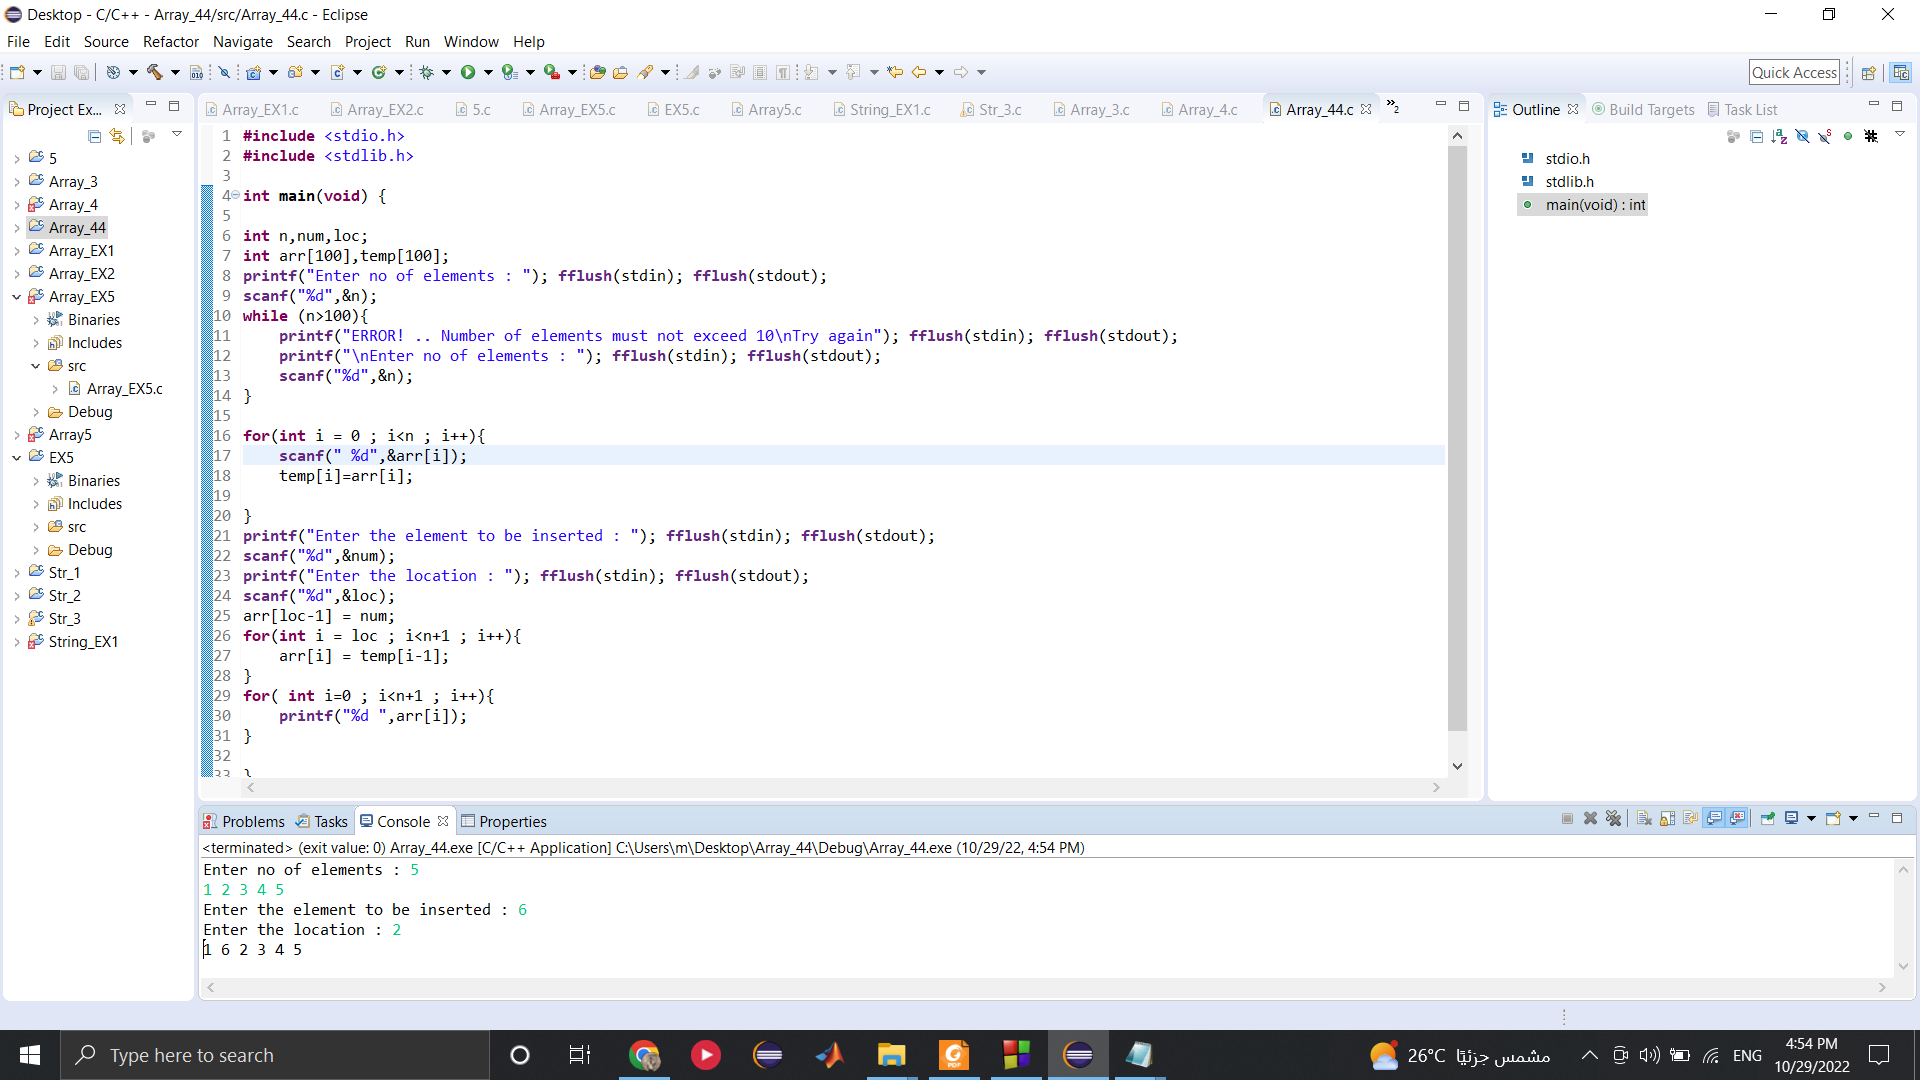 Desktop - C/C++ - Array_44/src/Array_44.c - Eclipse
File Edit Source Refactor Navigate Search Project Run Window Help
Quick Access
Project Ex...
5
Array_3
Array_4
Array_44
Array_EX1
Array_EX2
Array_EX5
Binaries
Includes
src
Array_EX5.c
Debug
Array5
EX5
Binaries
Includes
src
Debug
Str_1
Str_2
Str_3
String_EX1
Array_EX1.c Array_EX2.c 5.c Array_EX5.c EX5.c Array5.c String_EX1.c Str_3.c Array_3.c Array_4.c Array_44.c »2
1 #include <stdio.h>
2 #include <stdlib.h>
3
4 int main(void) {
5
6 int n,num,loc;
7 int arr[100],temp[100];
8 printf("Enter no of elements : "); fflush(stdin); fflush(stdout);
9 scanf("%d",&n);
10 while (n>100){
11 printf("ERROR! .. Number of elements must not exceed 10\nTry again"); fflush(stdin); fflush(stdout);
12 printf("\nEnter no of elements : "); fflush(stdin); fflush(stdout);
13 scanf("%d",&n);
14 }
15
16 for(int i = 0 ; i<n ; i++){
17 scanf(" %d",&arr[i]);
18 temp[i]=arr[i];
19
20 }
21 printf("Enter the element to be inserted : "); fflush(stdin); fflush(stdout);
22 scanf("%d",&num);
23 printf("Enter the location : "); fflush(stdin); fflush(stdout);
24 scanf("%d",&loc);
25 arr[loc-1] = num;
26 for(int i = loc ; i<n+1 ; i++){
27 arr[i] = temp[i-1];
28 }
29 for( int i=0 ; i<n+1 ; i++){
30 printf("%d ",arr[i]);
31 }
32
33 }
Outline Build Targets Task List
stdio.h
stdlib.h
main(void) : int
Problems Tasks Console Properties
<terminated> (exit value: 0) Array_44.exe [C/C++ Application] C:\Users\m\Desktop\Array_44\Debug\Array_44.exe (10/29/22, 4:54 PM)
Enter no of elements : 5
1 2 3 4 5
Enter the element to be inserted : 6
Enter the location : 2
1 6 2 3 4 5
Type here to search
26°C مشمس جزئيًا
ENG
4:54 PM
10/29/2022